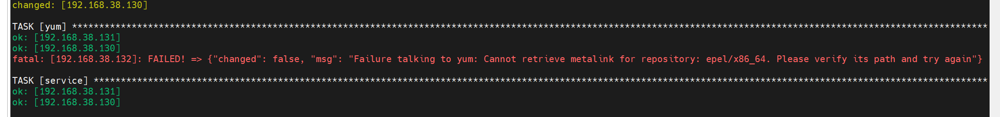 changed: [192.168.38.130]
TASK [yum] *************************************************************************************************************************************************************************
ok: [192.168.38.131]
ok: [192.168.38.130]
fatal: [192.168.38.132]: FAILED! => {"changed": false, "msg": "Failure talking to yum: Cannot retrieve metalink for repository: epel/x86_64. Please verify its path and try again"}
TASK [service] *********************************************************************************************************************************************************************
ok: [192.168.38.131]
ok: [192.168.38.130]